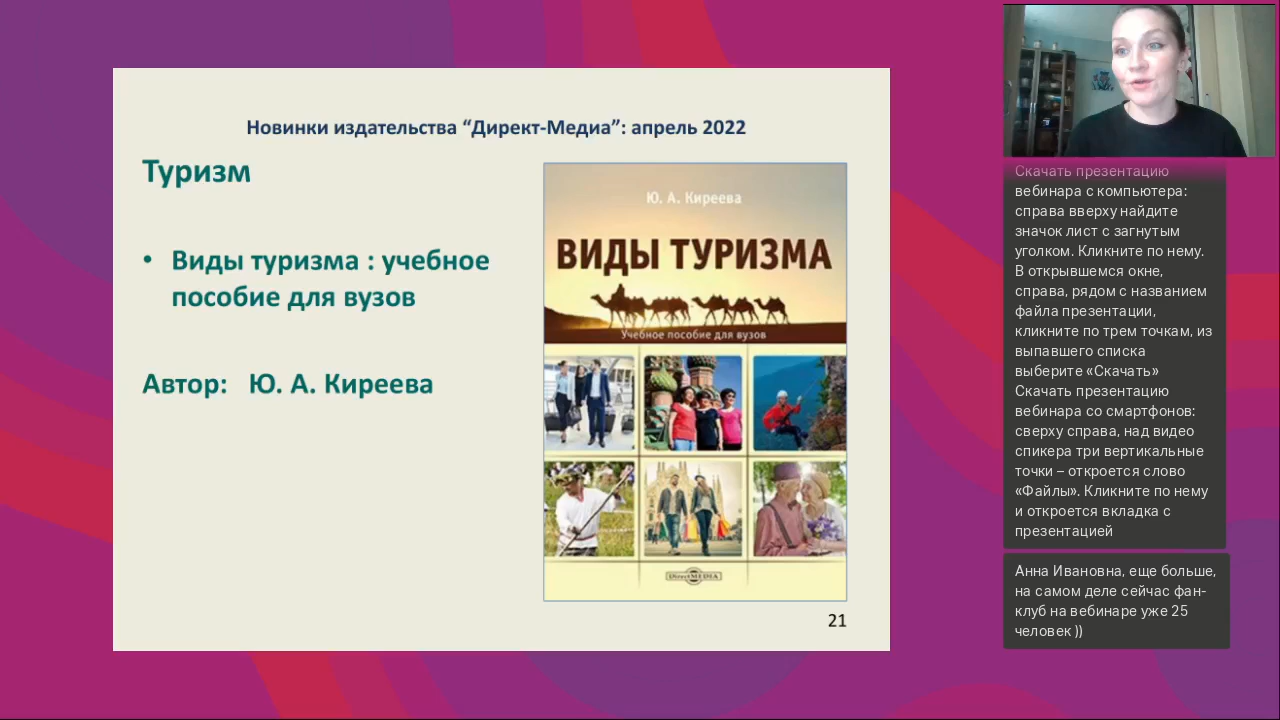 Новинки издательства “Директ-Медиа”: апрель 2022
Туризм
• Виды туризма : учебное
пособие для вузов
Автор: Ю. А. Киреева
Ю. А. Киреева
ВИДЫ ТУРИЗМА
Учебное пособие для вузов
DirectMEDIA
21
Скачать презентацию
вебинара с компьютера:
справа вверху найдите
значок лист с загнутым
уголком. Кликните по нему.
В открывшемся окне,
справа, рядом с названием
файла презентации,
кликните по трем точкам, из
выпавшего списка
выберите «Скачать»
Скачать презентацию
вебинара со смартфонов:
сверху справа, над видео
спикера три вертикальные
точки – откроется слово
«Файлы». Кликните по нему
и откроется вкладка с
презентацией
Анна Ивановна, еще больше,
на самом деле сейчас фан-
клуб на вебинаре уже 25
человек ))